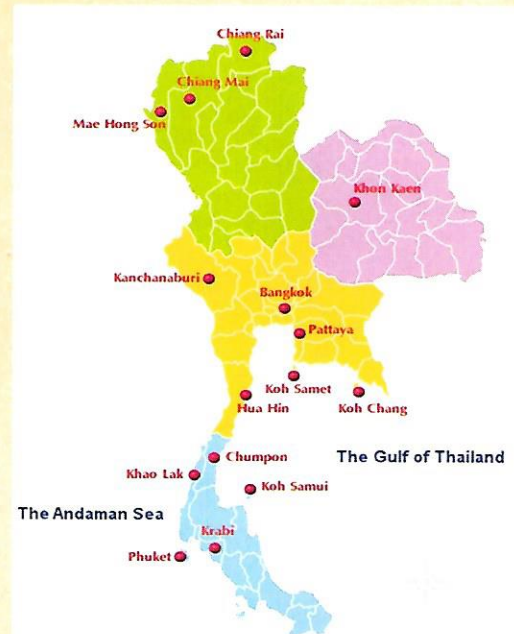 Chiang Rai
Chiang Mai
Mae Hong Son
Khon Kaen
Kanchanaburi
Bangkok
Pattaya
Koh Samet
Hua Hin
Koh Chang
Chumpon
The Gulf of Thailand
Khao Lak
Koh Samui
The Andaman Sea
Krabi
Phuket